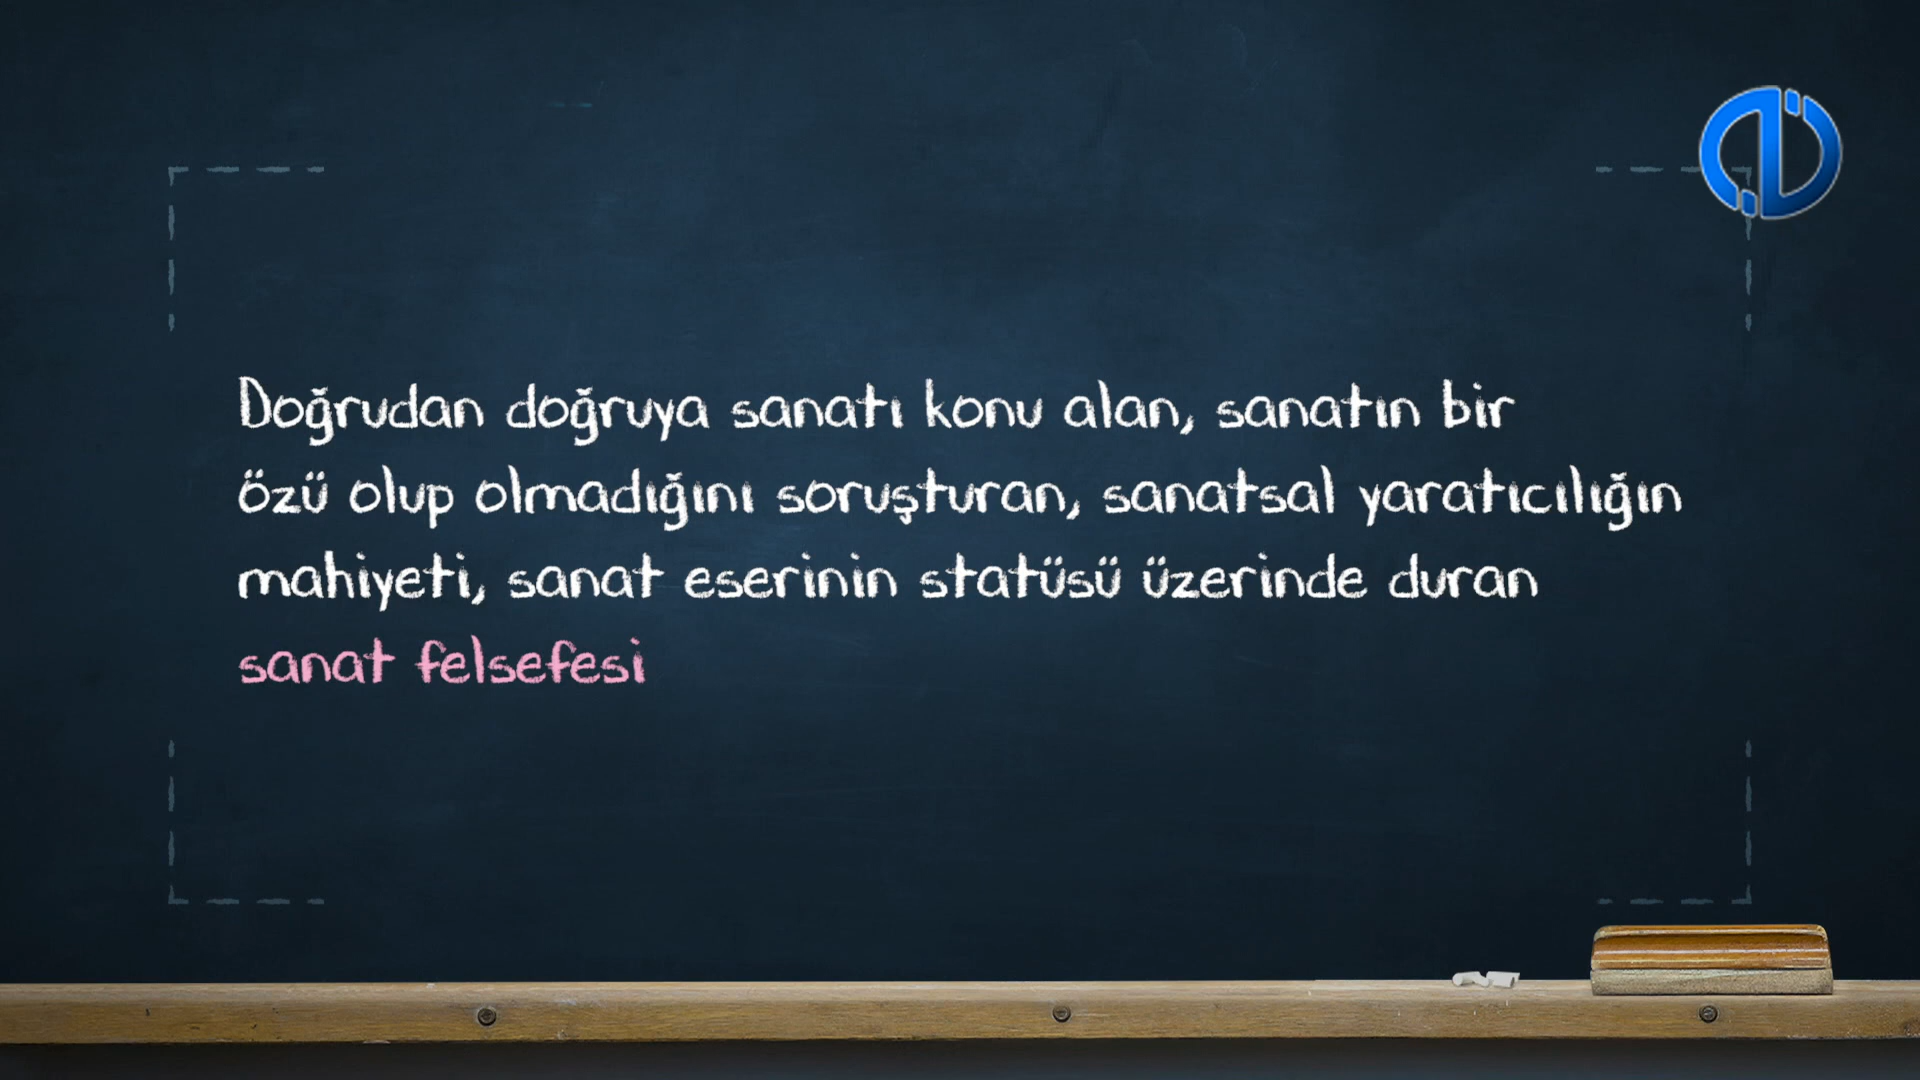 Doğrudan doğruya sanatı konu alan, sanatın bir
özü olup olmadığını soruşturan, sanatsal yaratıcılığın
mahiyeti, sanat eserinin statüsü üzerinde duran
sanat felsefesi